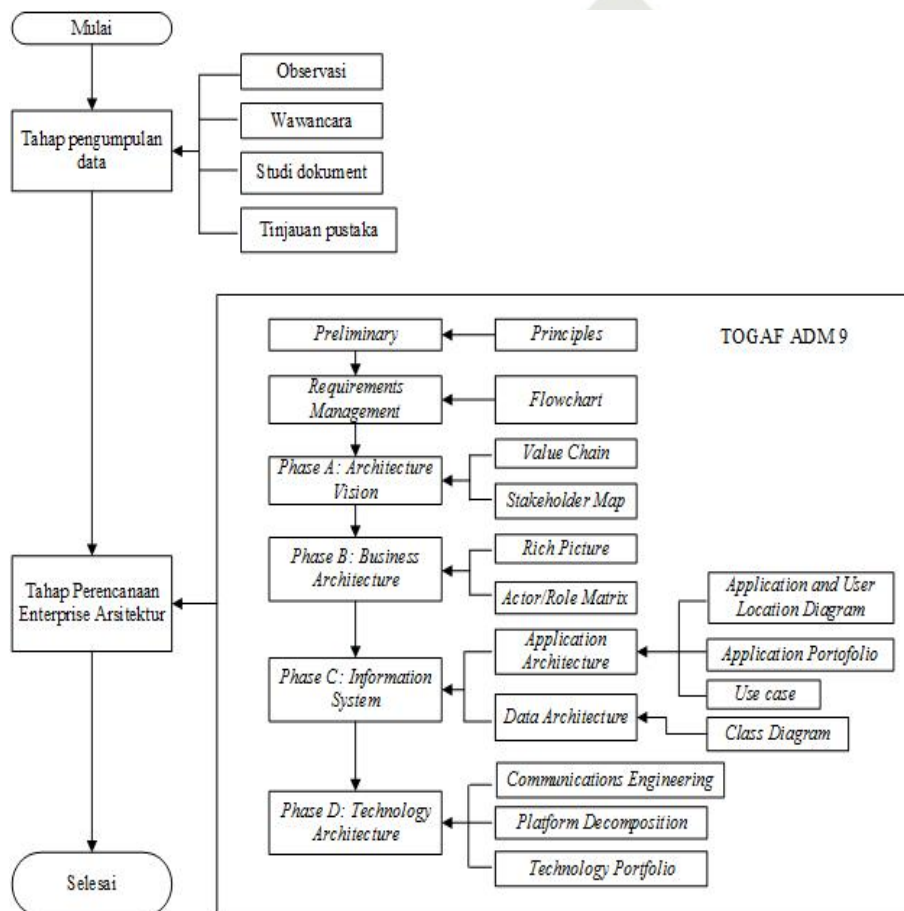 Mulai
Tahap pengumpulan
data
Observasi
Wawancara
Studi dokument
Tinjauan pustaka
TOGAF ADM 9
Preliminary
Principles
Requirements
Management
Flowchart
Phase A: Architecture
Vision
Value Chain
Stakeholder Map
Phase B: Business
Architecture
Rich Picture
Actor/Role Matrix
Tahap Perencanaan
Enterprise Arsitektur
Phase C: Information
System
Application
Architecture
Data Architecture
Application and User
Location Diagram
Application Portofolio
Use case
Class Diagram
Phase D: Technology
Architecture
Communications Engineering
Platform Decomposition
Technology Portfolio
Selesai